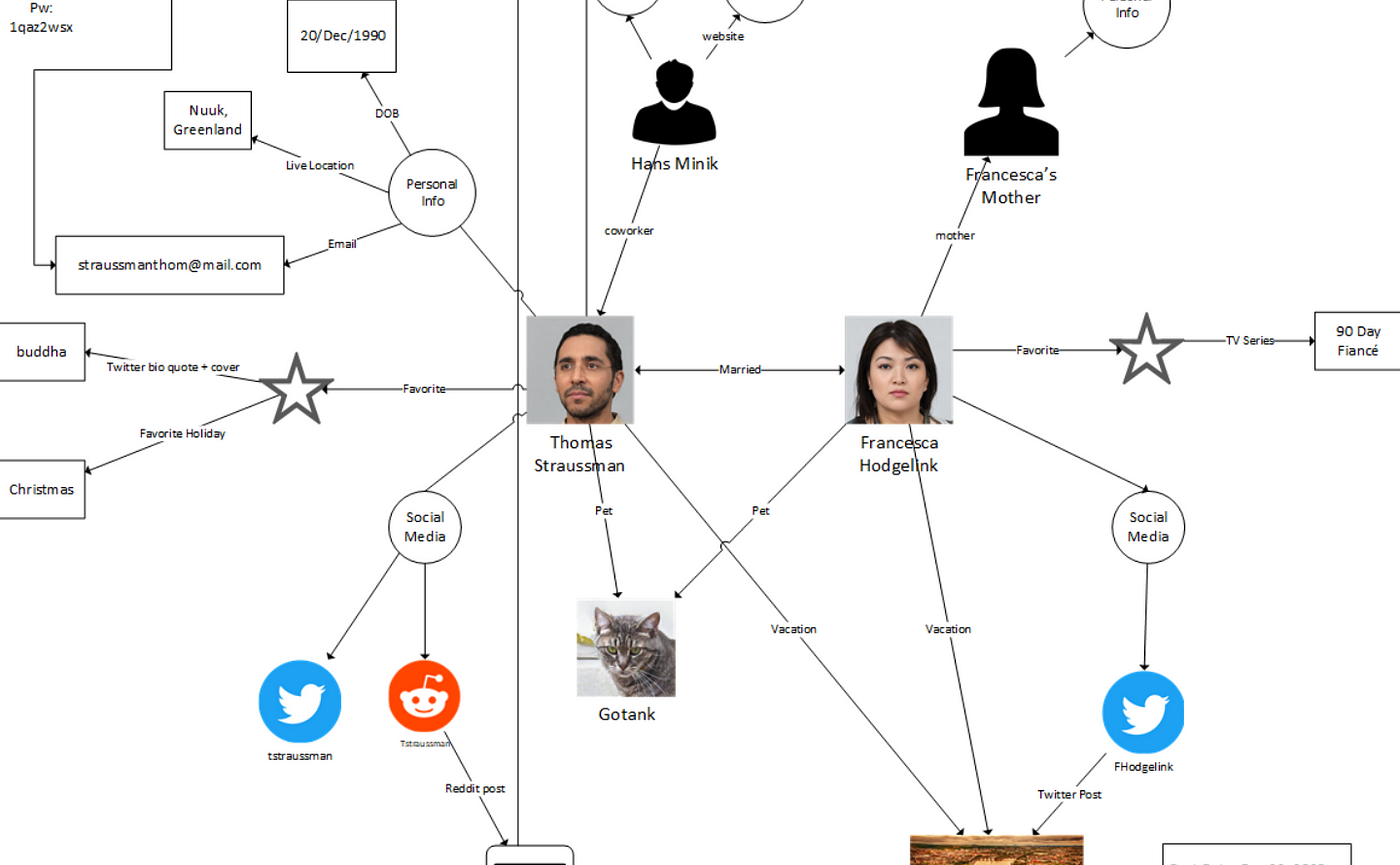 Pw:
1qaz2wsx
20/Dec/1990
website
Info
Nuuk,
Greenland
DOB
Live Location
Personal
Info
Hans Minik
Francesca's
Mother
Email
straussmanthom@mail.com
coworker
mother
buddha
Twitter bio quote + cover
Favorite
Married
Favorite
TV Series
90 Day
Fiancé
Favorite Holiday
Christmas
Thomas
Straussman
Francesca
Hodgelink
Social
Media
Pet
Pet
Social
Media
Vacation
Vacation
Gotank
tstraussman
Tstraussman
FHodgelink
Reddit post
Twitter Post